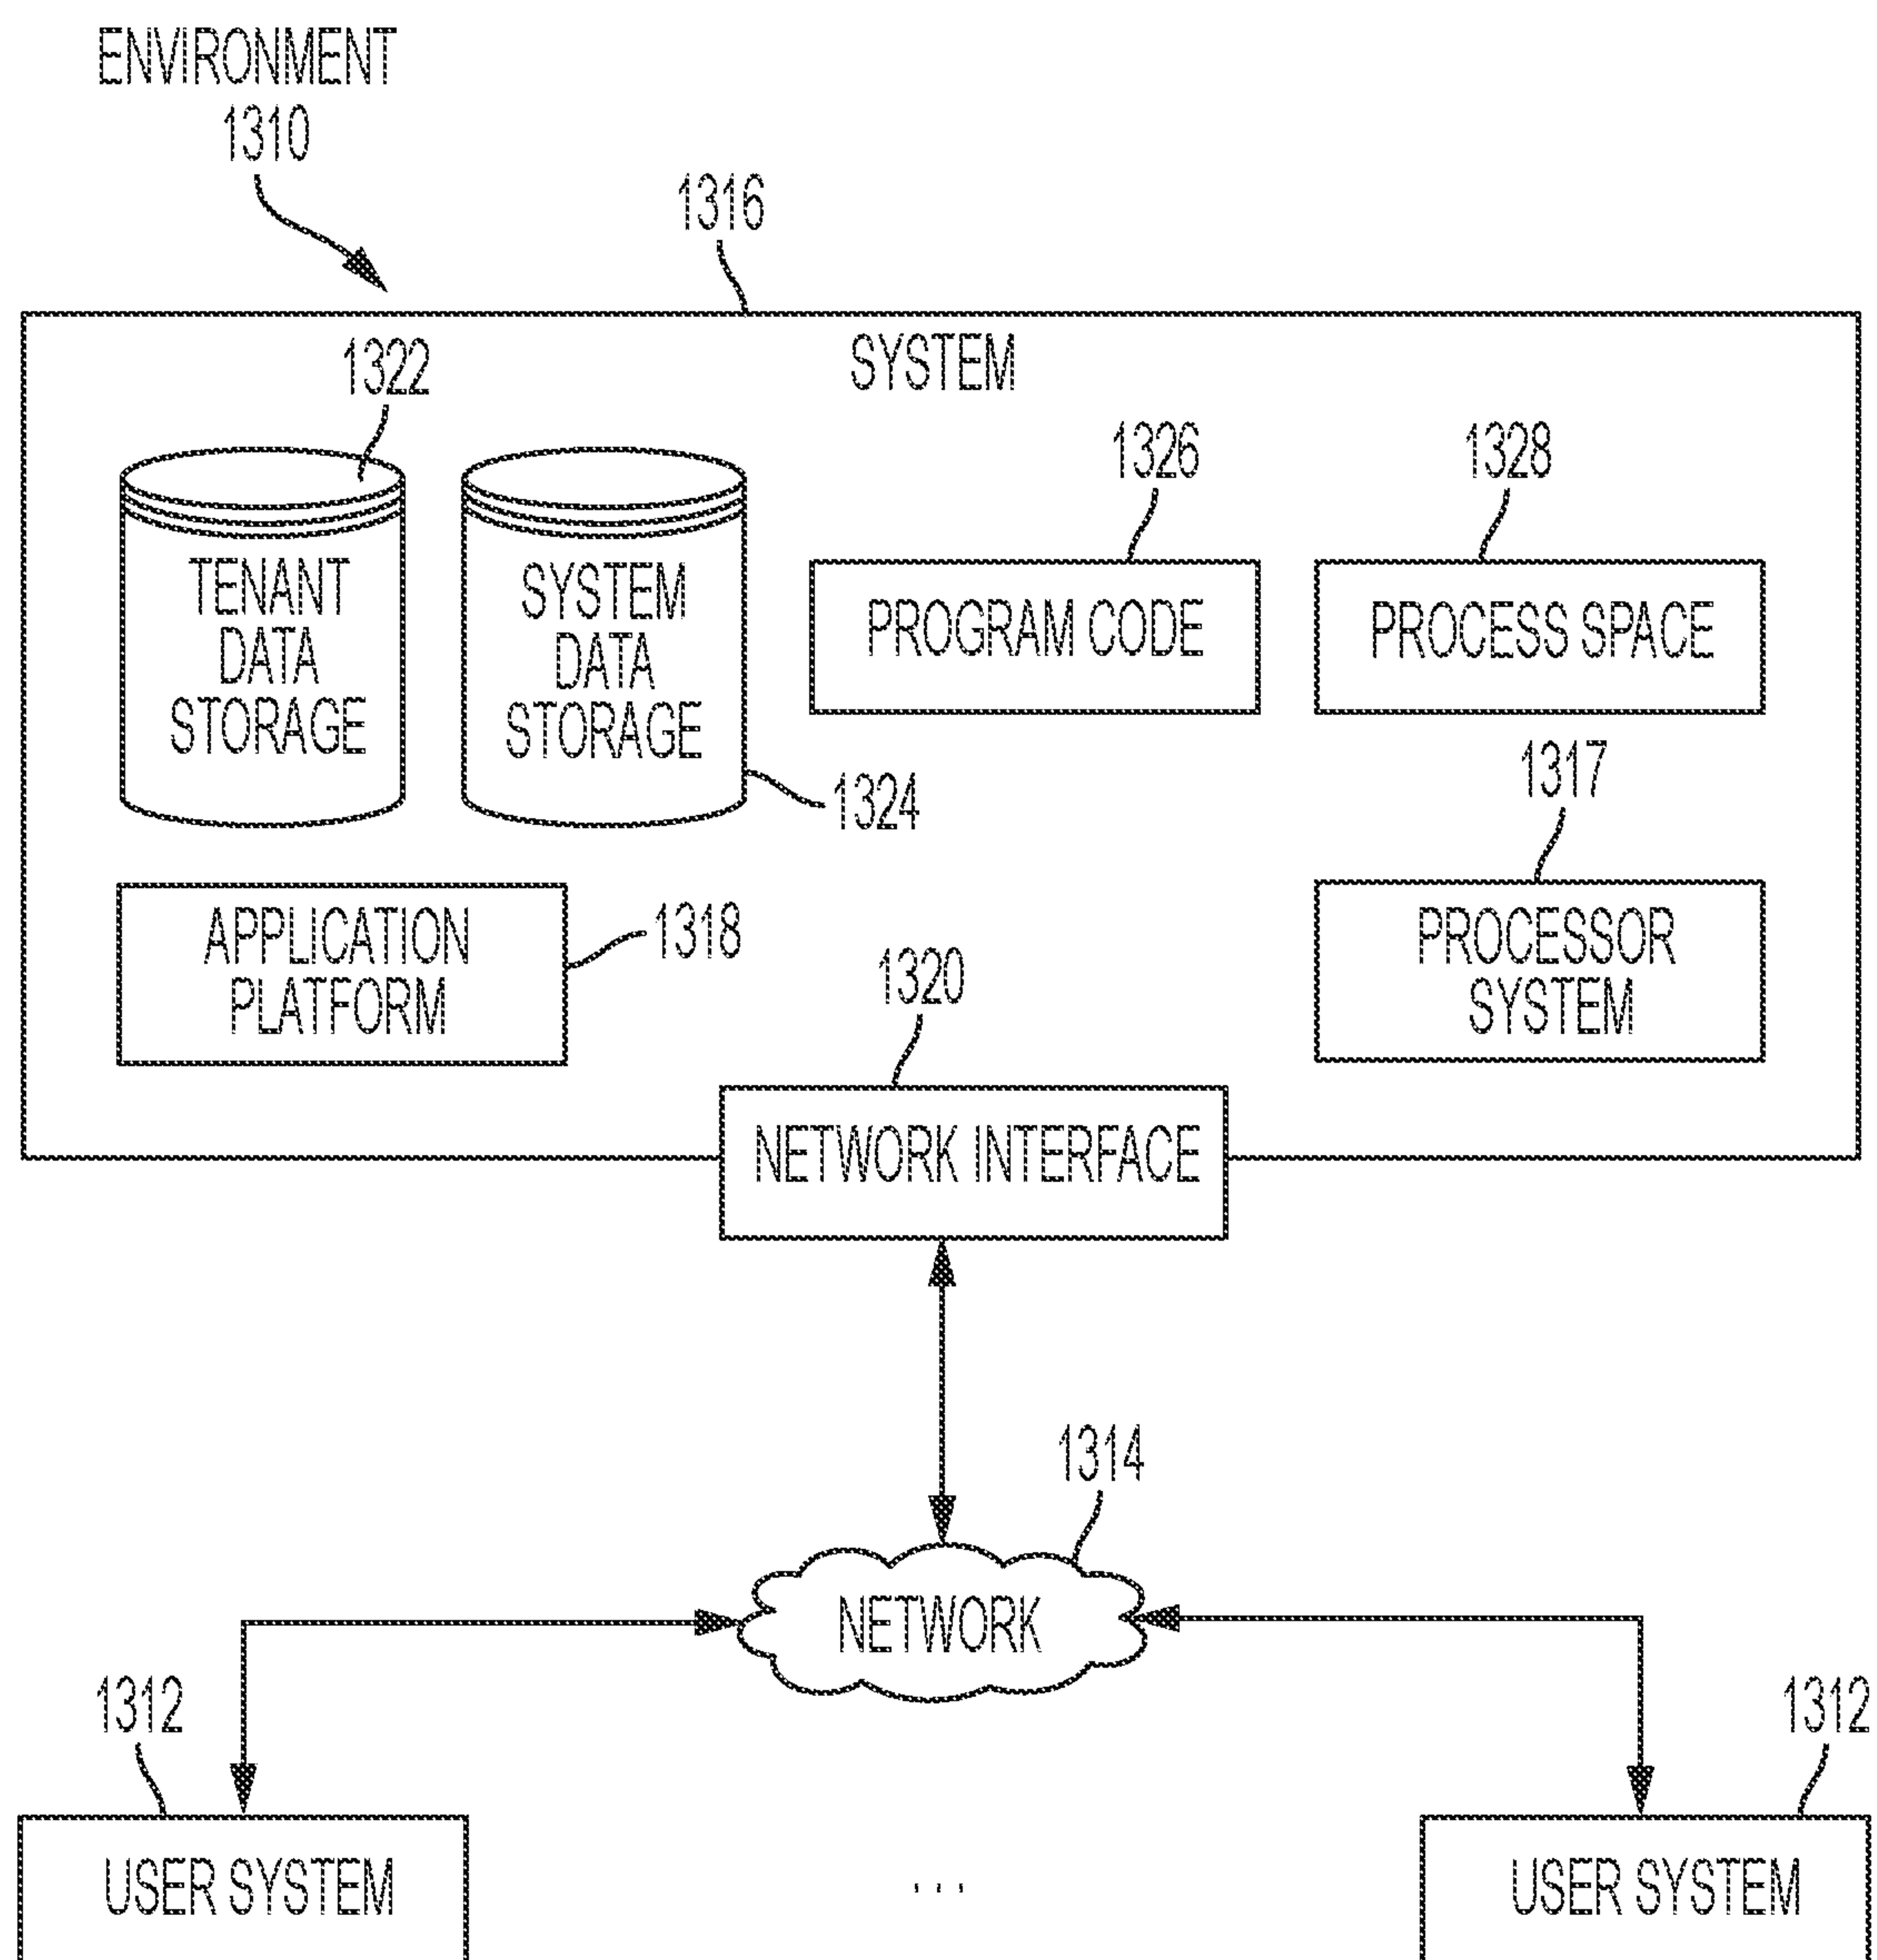 ENVIRONMENT
1310
1316
SYSTEM
1322
1326
1328
TENANT
DATA
STORAGE
SYSTEM
DATA
STORAGE
PROGRAM CODE
PROCESS SPACE
1324
1317
APPLICATION
PLATFORM
1318
PROCESSOR
SYSTEM
1320
NETWORK INTERFACE
1314
NETWORK
1312
1312
USER SYSTEM
...
USER SYSTEM